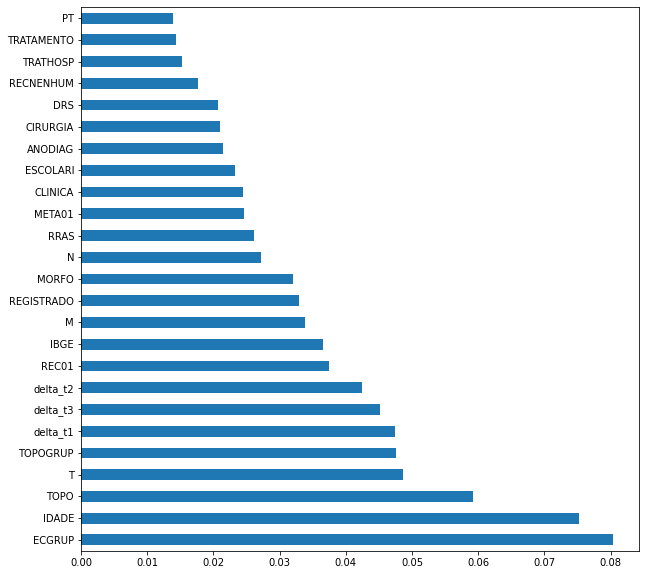 PT
TRATAMENTO
TRATHOSP
RECNENHUM
DRS
CIRURGIA
ANODIAG
ESCOLARI
CLINICA
META01
RRAS
N
MORFO
REGISTRADO
M
IBGE
REC01
delta_t2
delta_t3
delta_t1
TOPOGRUP
T
TOPO
IDADE
ECGRUP
0.00 0.01 0.02 0.03 0.04 0.05 0.06 0.07 0.08